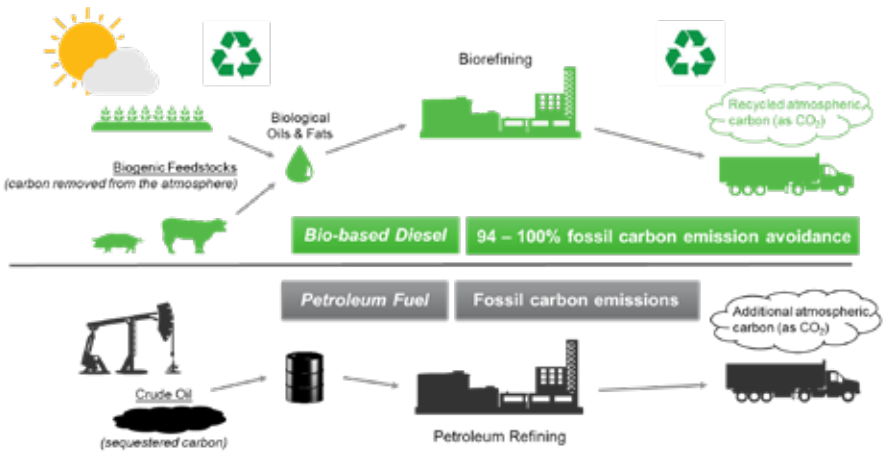 Biorefining
Recycled atmospheric
carbon (as CO₂)
Biological
Oils & Fats
Biogenic Feedstocks
(carbon removed from the atmosphere)
Bio-based Diesel
94 – 100% fossil carbon emission avoidance
Petroleum Fuel
Fossil carbon emissions
Additional atmospheric
carbon (as CO₂)
Crude Oil
(sequestered carbon)
Petroleum Refining